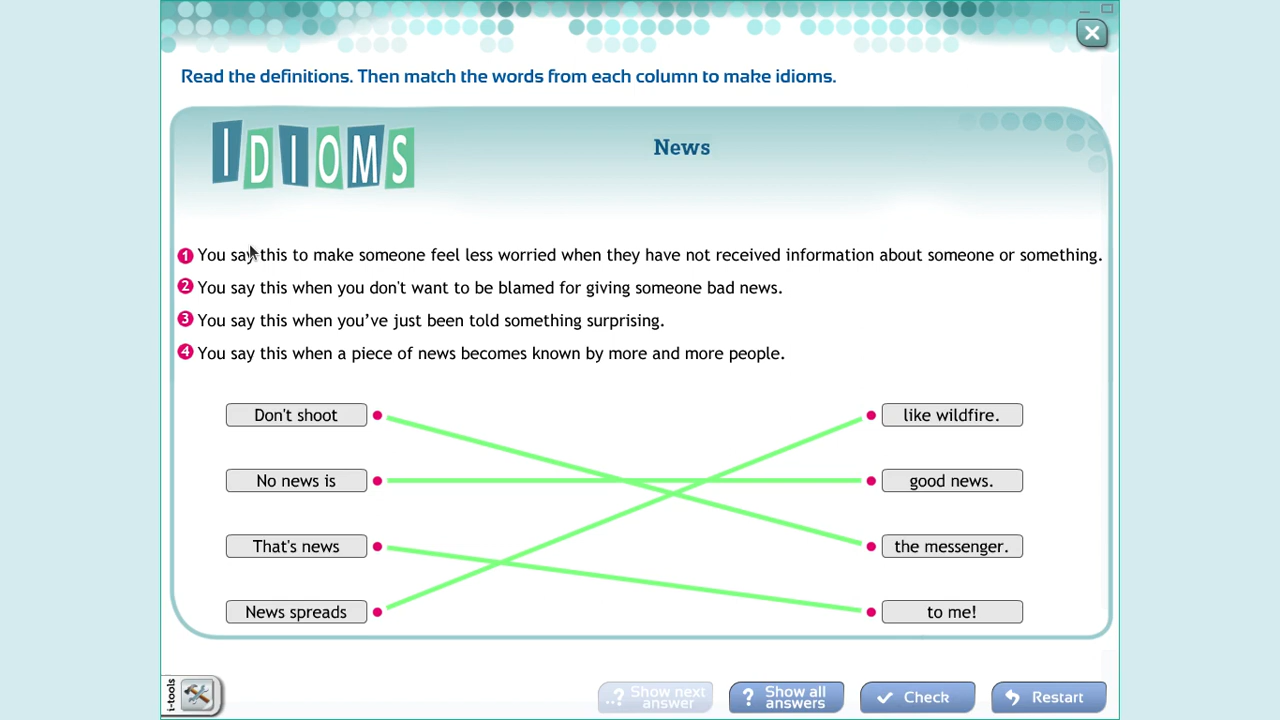 Read the definitions. Then match the words from each column to make idioms.
IDIOMS
News
1 You say this to make someone feel less worried when they have not received information about someone or something.
2 You say this when you don't want to be blamed for giving someone bad news.
3 You say this when you’ve just been told something surprising.
4 You say this when a piece of news becomes known by more and more people.
Don't shoot
like wildfire.
No news is
good news.
That's news
the messenger.
News spreads
to me!
i-tools
..? Show next answer
? Show all answers
Check
Restart